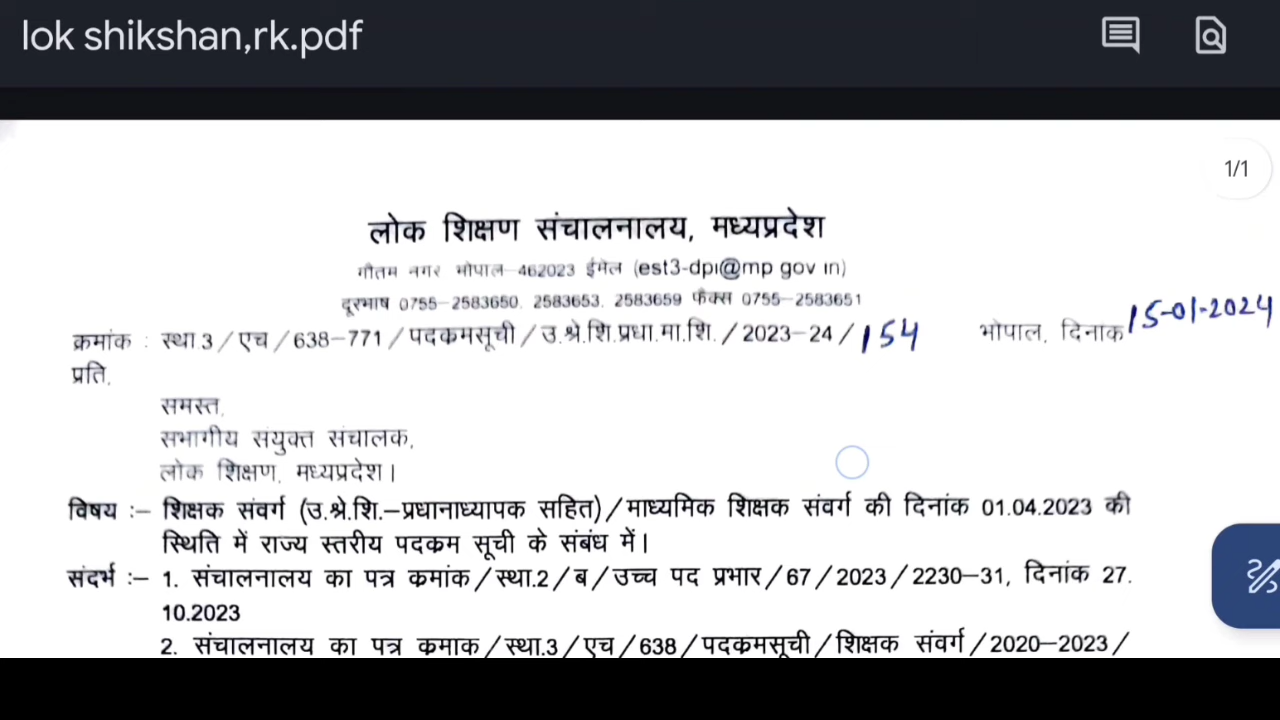 lok shikshan,rk.pdf
1/1
लोक शिक्षण संचालनालय, मध्यप्रदेश
गौतम नगर भोपाल-462023 ईमेल (est3-dpi@mp gov in)
दूरभाष 0755-2583650, 2583653, 2583659 फैक्स 0755-2583651
क्रमांक : स्था.3/एच/638-771/पदकमसूची/उ.श्रे.शि.प्रधा.मा.शि./2023-24/154 भोपाल, दिनाक 15-01-2024
प्रति,
समस्त,
सभागीय संयुक्त संचालक,
लोक शिक्षण, मध्यप्रदेश।
विषय :- शिक्षक संवर्ग (उ.श्रे.शि.-प्रधानाध्यापक सहित)/माध्यमिक शिक्षक संवर्ग की दिनांक 01.04.2023 की
स्थिति में राज्य स्तरीय पदकम सूची के संबंध में।
संदर्भ :- 1. संचालनालय का पत्र कमांक/स्था.2/ब/उच्च पद प्रभार/67/2023/2230-31, दिनांक 27.
10.2023
2. संचालनालय का पत्र कमाक/स्था.3/एच/638/पदकमसूची/शिक्षक संवर्ग/2020-2023/